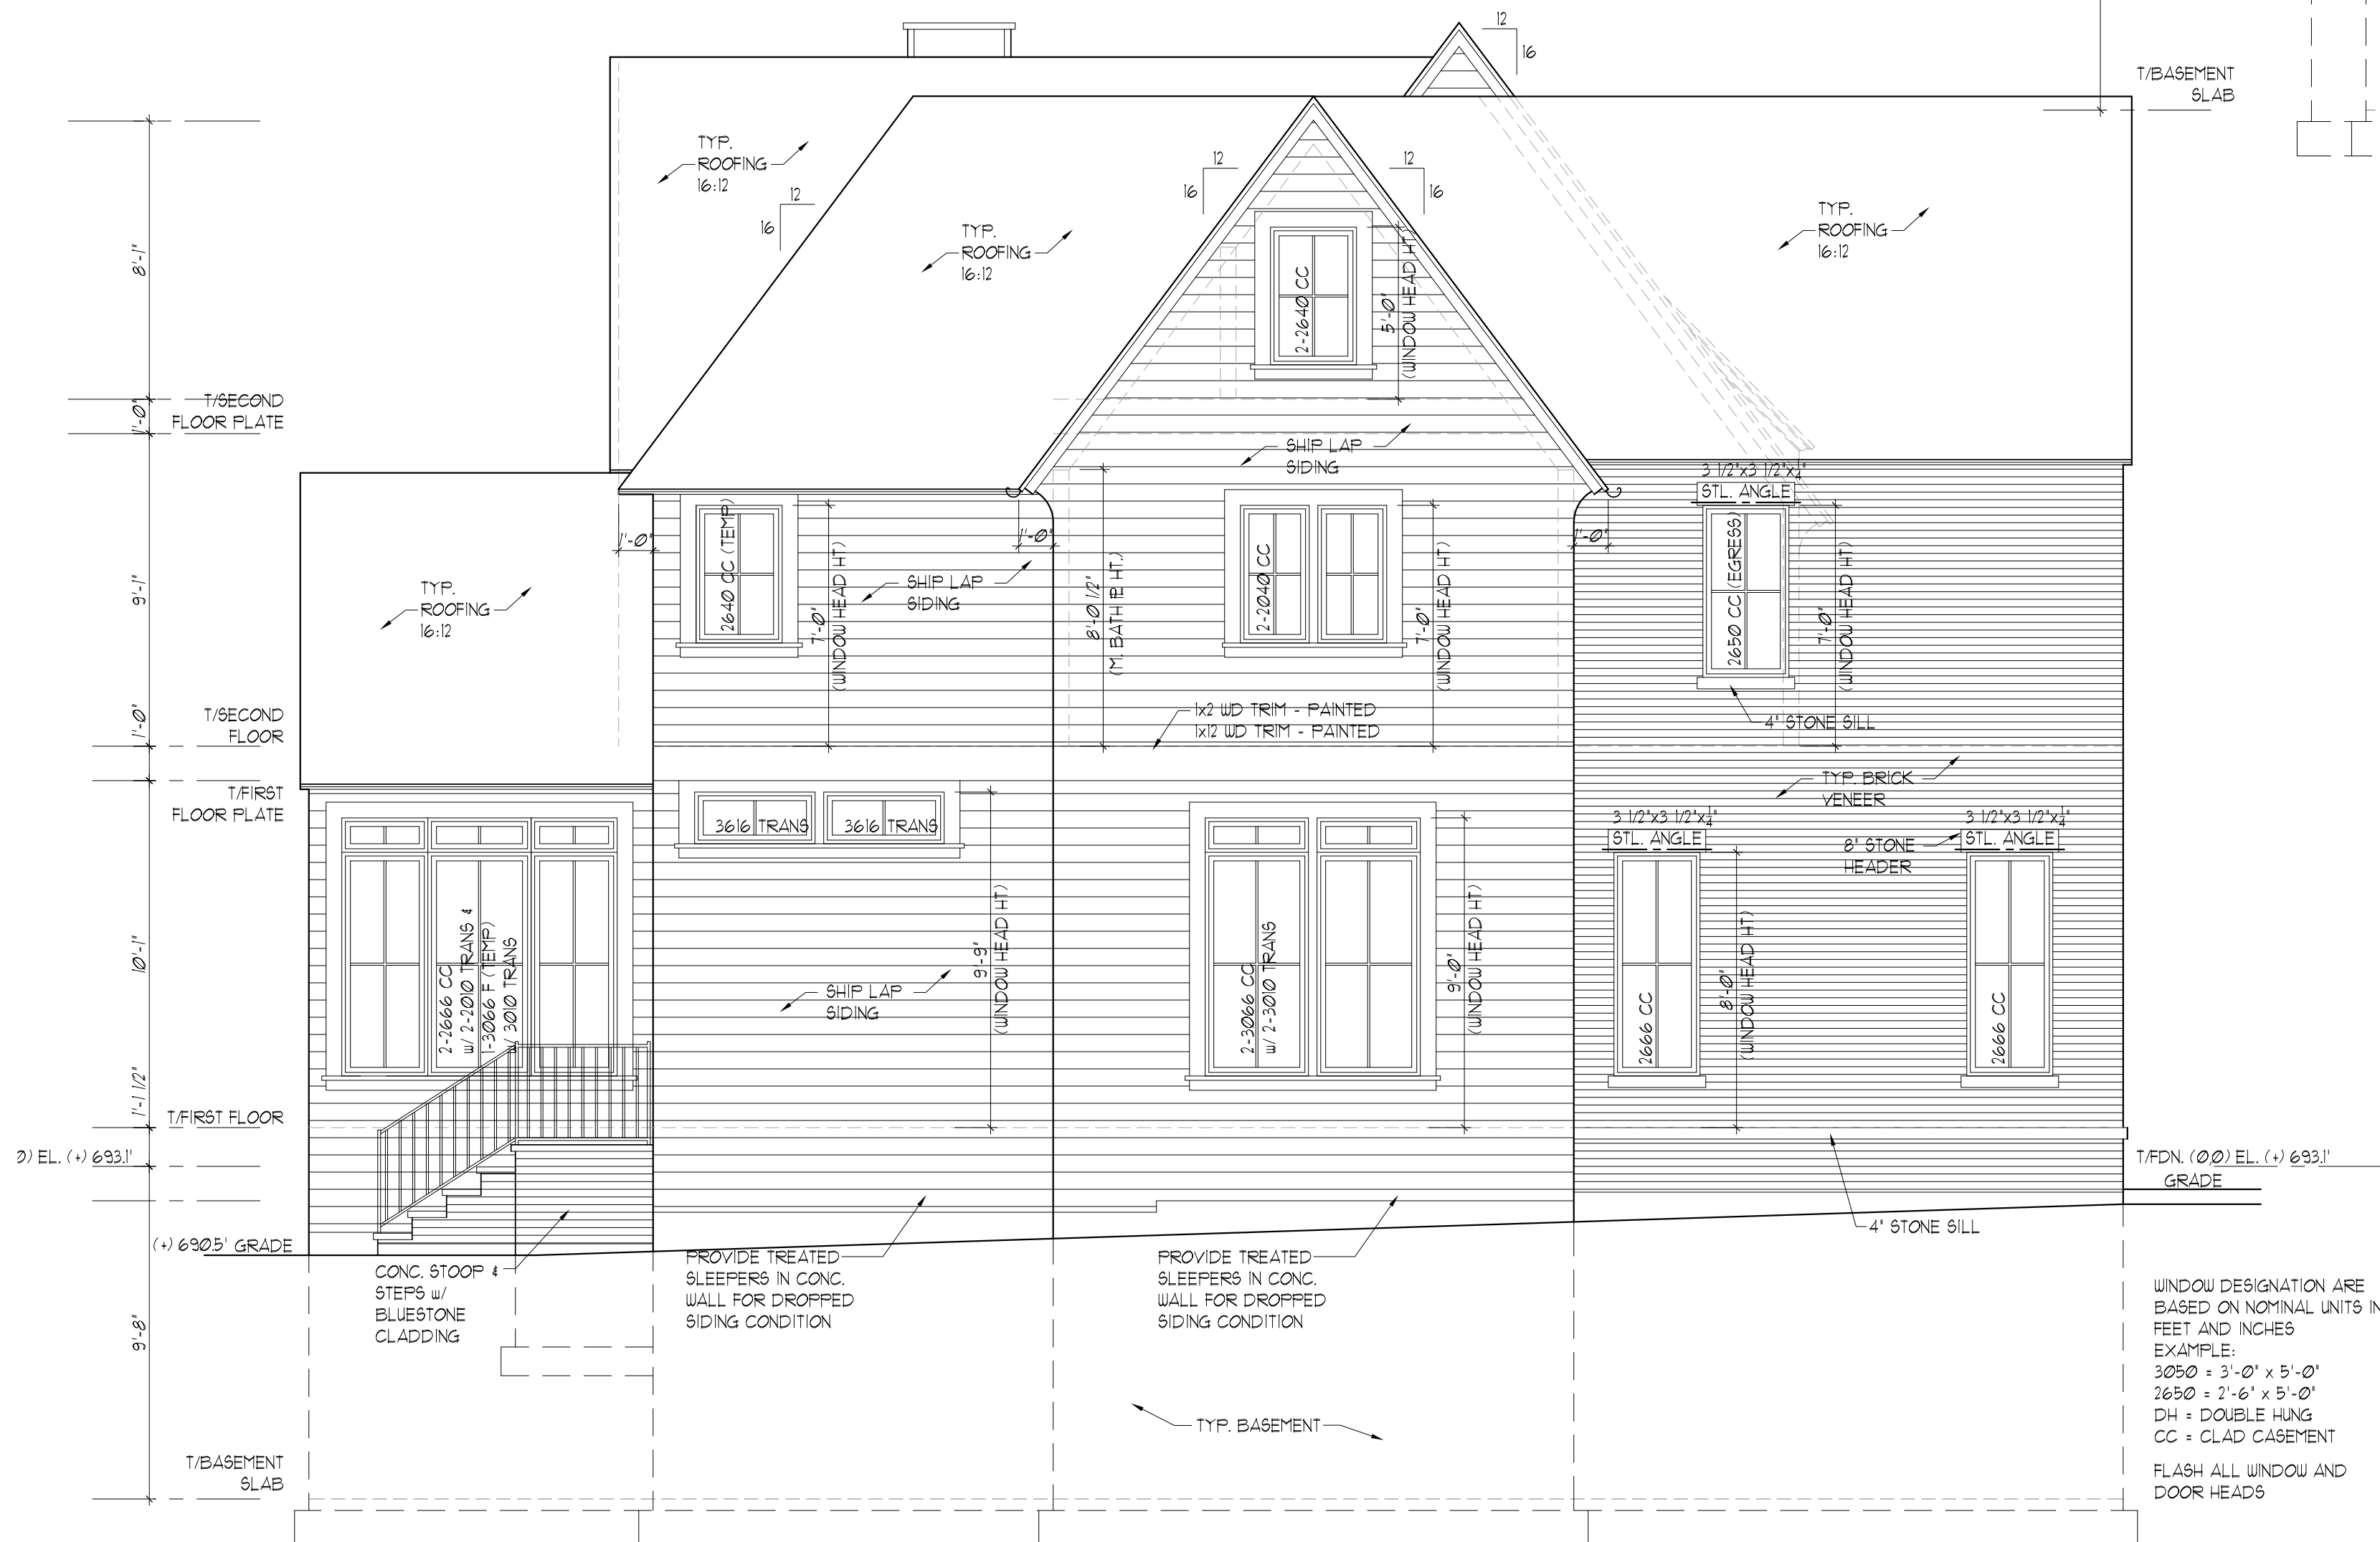 12
16
T/BASEMENT
SLAB
TYP.
ROOFING
16:12
12
16
TYP.
ROOFING
16:12
12
16
12
16
TYP.
ROOFING
16:12
8'-1"
2-2640 CC
5'-0"
(WINDOW HEAD HT)
T/SECOND
FLOOR PLATE
1'-0"
SHIP LAP
SIDING
3 1/2"x3 1/2"x1/4"
STL. ANGLE
1'-0"
1'-0"
1'-0"
2640 CC (TEMP)
7'-0"
(WINDOW HEAD HT)
SHIP LAP
SIDING
8'-0 1/2"
(M. BATH PL HT.)
2-2040 CC
7'-0"
(WINDOW HEAD HT)
2650 CC (EGRESS)
7'-0"
(WINDOW HEAD HT)
9'-1"
TYP.
ROOFING
16:12
T/SECOND
FLOOR
1'-0"
1x2 WD TRIM - PAINTED
1x12 WD TRIM - PAINTED
4" STONE SILL
T/FIRST
FLOOR PLATE
TYP. BRICK
VENEER
3616 TRANS
3616 TRANS
3 1/2"x3 1/2"x1/4"
STL. ANGLE
8" STONE
HEADER
3 1/2"x3 1/2"x1/4"
STL. ANGLE
10'-1"
2-2666 CC
w/ 2-2010 TRANS &
1-3066 F (TEMP)
w/ 3010 TRANS
9'-9"
(WINDOW HEAD HT)
SHIP LAP
SIDING
2-3066 CC
w/ 2-3010 TRANS
9'-0"
(WINDOW HEAD HT)
2666 CC
8'-0"
(WINDOW HEAD HT)
2666 CC
1'-1 1/2"
T/FIRST FLOOR
0) EL. (+) 693.1'
T/FDN. (0,0) EL. (+) 693.1'
GRADE
4" STONE SILL
(+) 690.5' GRADE
CONC. STOOP &
STEPS w/
BLUESTONE
CLADDING
PROVIDE TREATED
SLEEPERS IN CONC.
WALL FOR DROPPED
SIDING CONDITION
PROVIDE TREATED
SLEEPERS IN CONC.
WALL FOR DROPPED
SIDING CONDITION
9'-8"
TYP. BASEMENT
T/BASEMENT
SLAB
WINDOW DESIGNATION ARE
BASED ON NOMINAL UNITS IN
FEET AND INCHES
EXAMPLE:
3050 = 3'-0" x 5'-0"
2650 = 2'-6" x 5'-0"
DH = DOUBLE HUNG
CC = CLAD CASEMENT
FLASH ALL WINDOW AND
DOOR HEADS